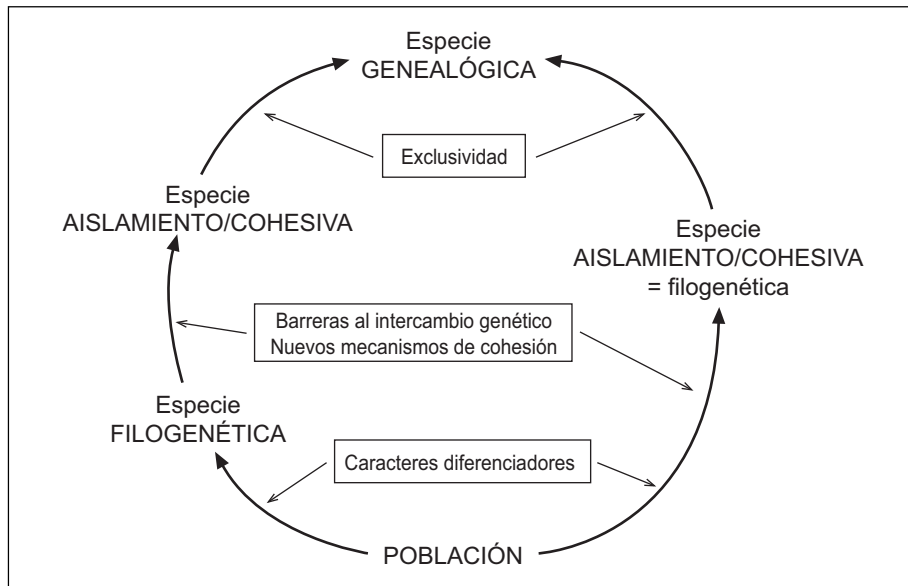 Especie
GENEALÓGICA
Exclusividad
Especie
AISLAMIENTO/COHESIVA
Especie
AISLAMIENTO/COHESIVA
= filogenética
Barreras al intercambio genético
Nuevos mecanismos de cohesión
Especie
FILOGENÉTICA
Caracteres diferenciadores
POBLACIÓN